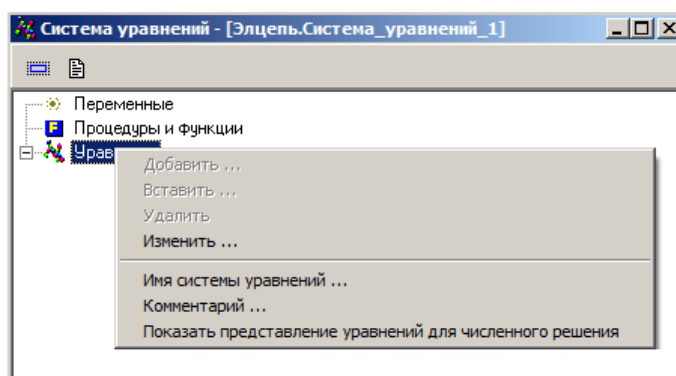 Система уравнений - [Элцепь.Система_уравнений_1]
Переменные
F Процедуры и функции
Урав
Добавить ...
Вставить ...
Удалить
Изменить ...
Имя системы уравнений ...
Комментарий ...
Показать представление уравнений для численного решения